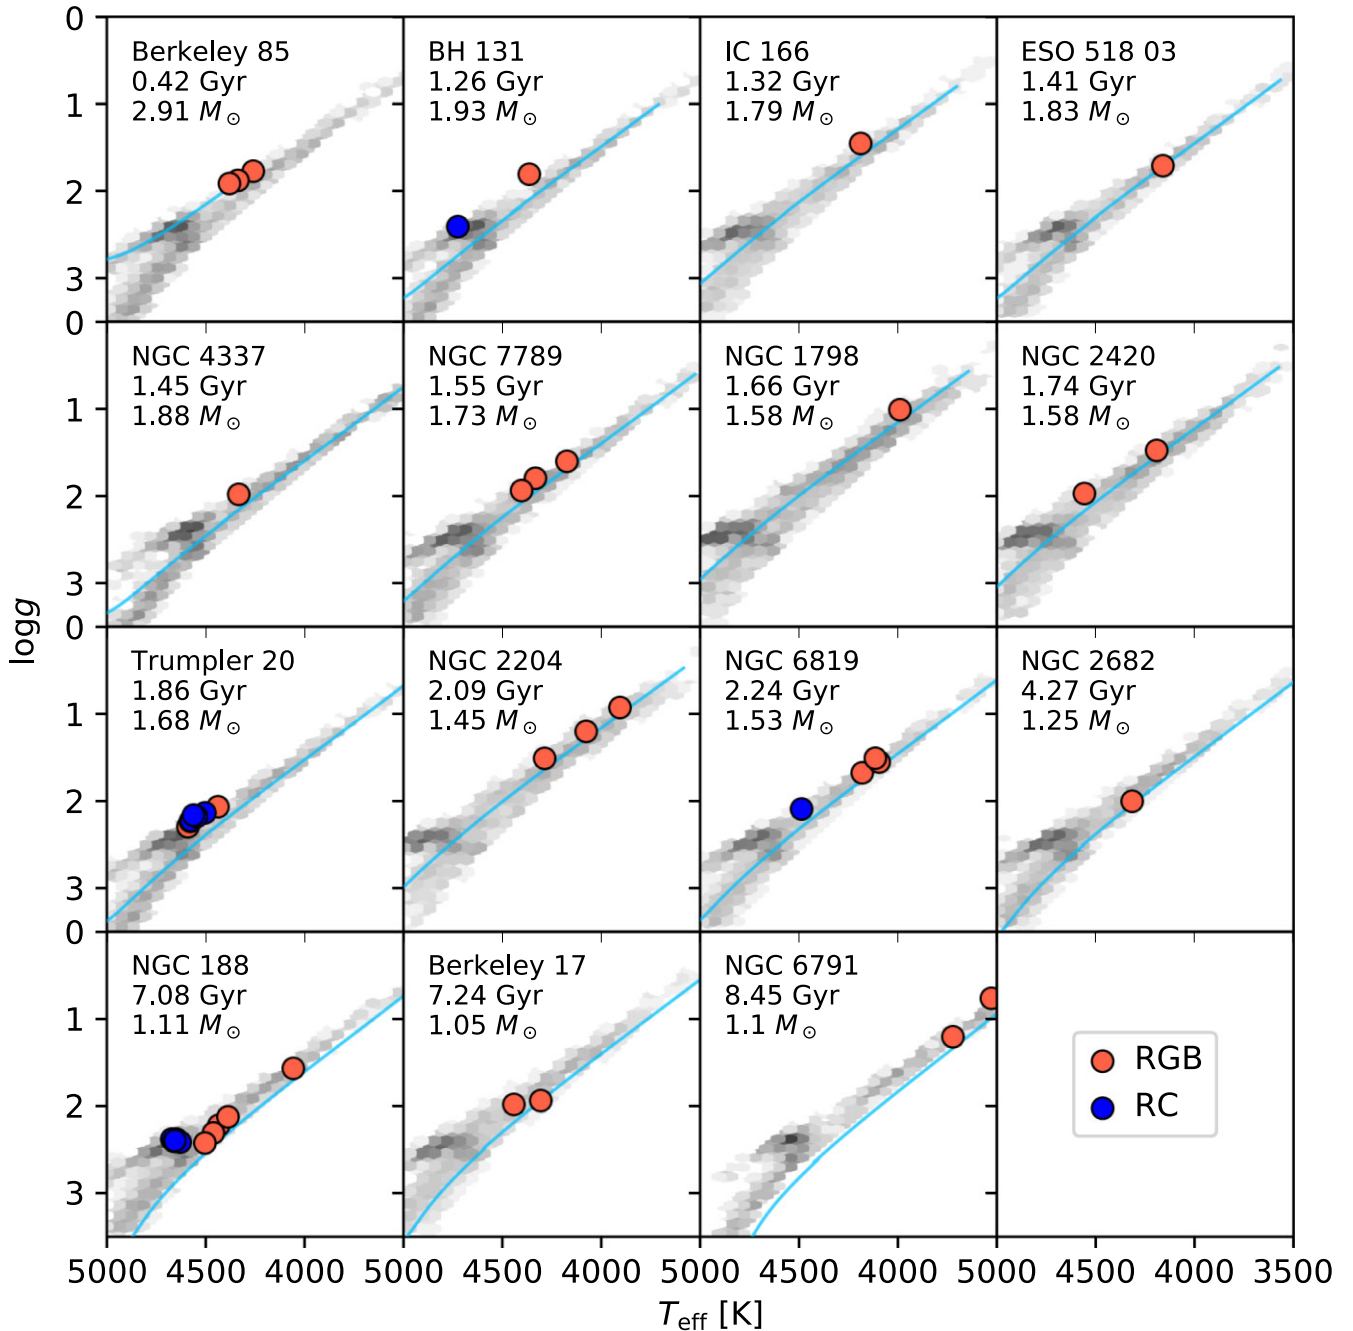 0
Berkeley 85
0.42 Gyr
2.91 M⊙
BH 131
1.26 Gyr
1.93 M⊙
IC 166
1.32 Gyr
1.79 M⊙
ESO 518 03
1.41 Gyr
1.83 M⊙
1
2
3
0
NGC 4337
1.45 Gyr
1.88 M⊙
NGC 7789
1.55 Gyr
1.73 M⊙
NGC 1798
1.66 Gyr
1.58 M⊙
NGC 2420
1.74 Gyr
1.58 M⊙
1
2
3
0
logg
Trumpler 20
1.86 Gyr
1.68 M⊙
NGC 2204
2.09 Gyr
1.45 M⊙
NGC 6819
2.24 Gyr
1.53 M⊙
NGC 2682
4.27 Gyr
1.25 M⊙
1
2
3
0
NGC 188
7.08 Gyr
1.11 M⊙
Berkeley 17
7.24 Gyr
1.05 M⊙
NGC 6791
8.45 Gyr
1.1 M⊙
1
2
3
RGB
RC
5000 4500 4000 5000 4500 4000 5000 4500 4000 5000 4500 4000 3500
Teff [K]